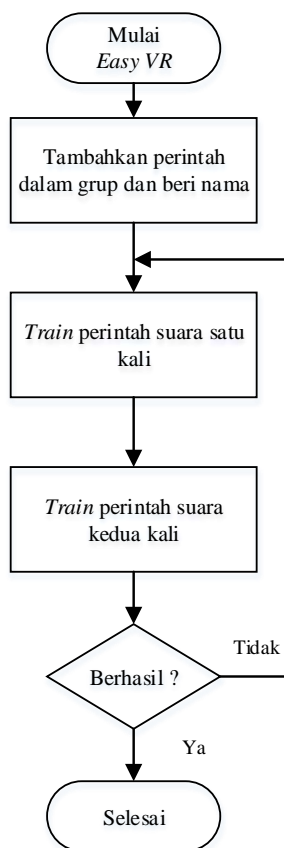 Mulai
Easy VR
Tambahkan perintah
dalam grup dan beri nama
Train perintah suara satu
kali
Train perintah suara
kedua kali
Berhasil ?
Tidak
Ya
Selesai